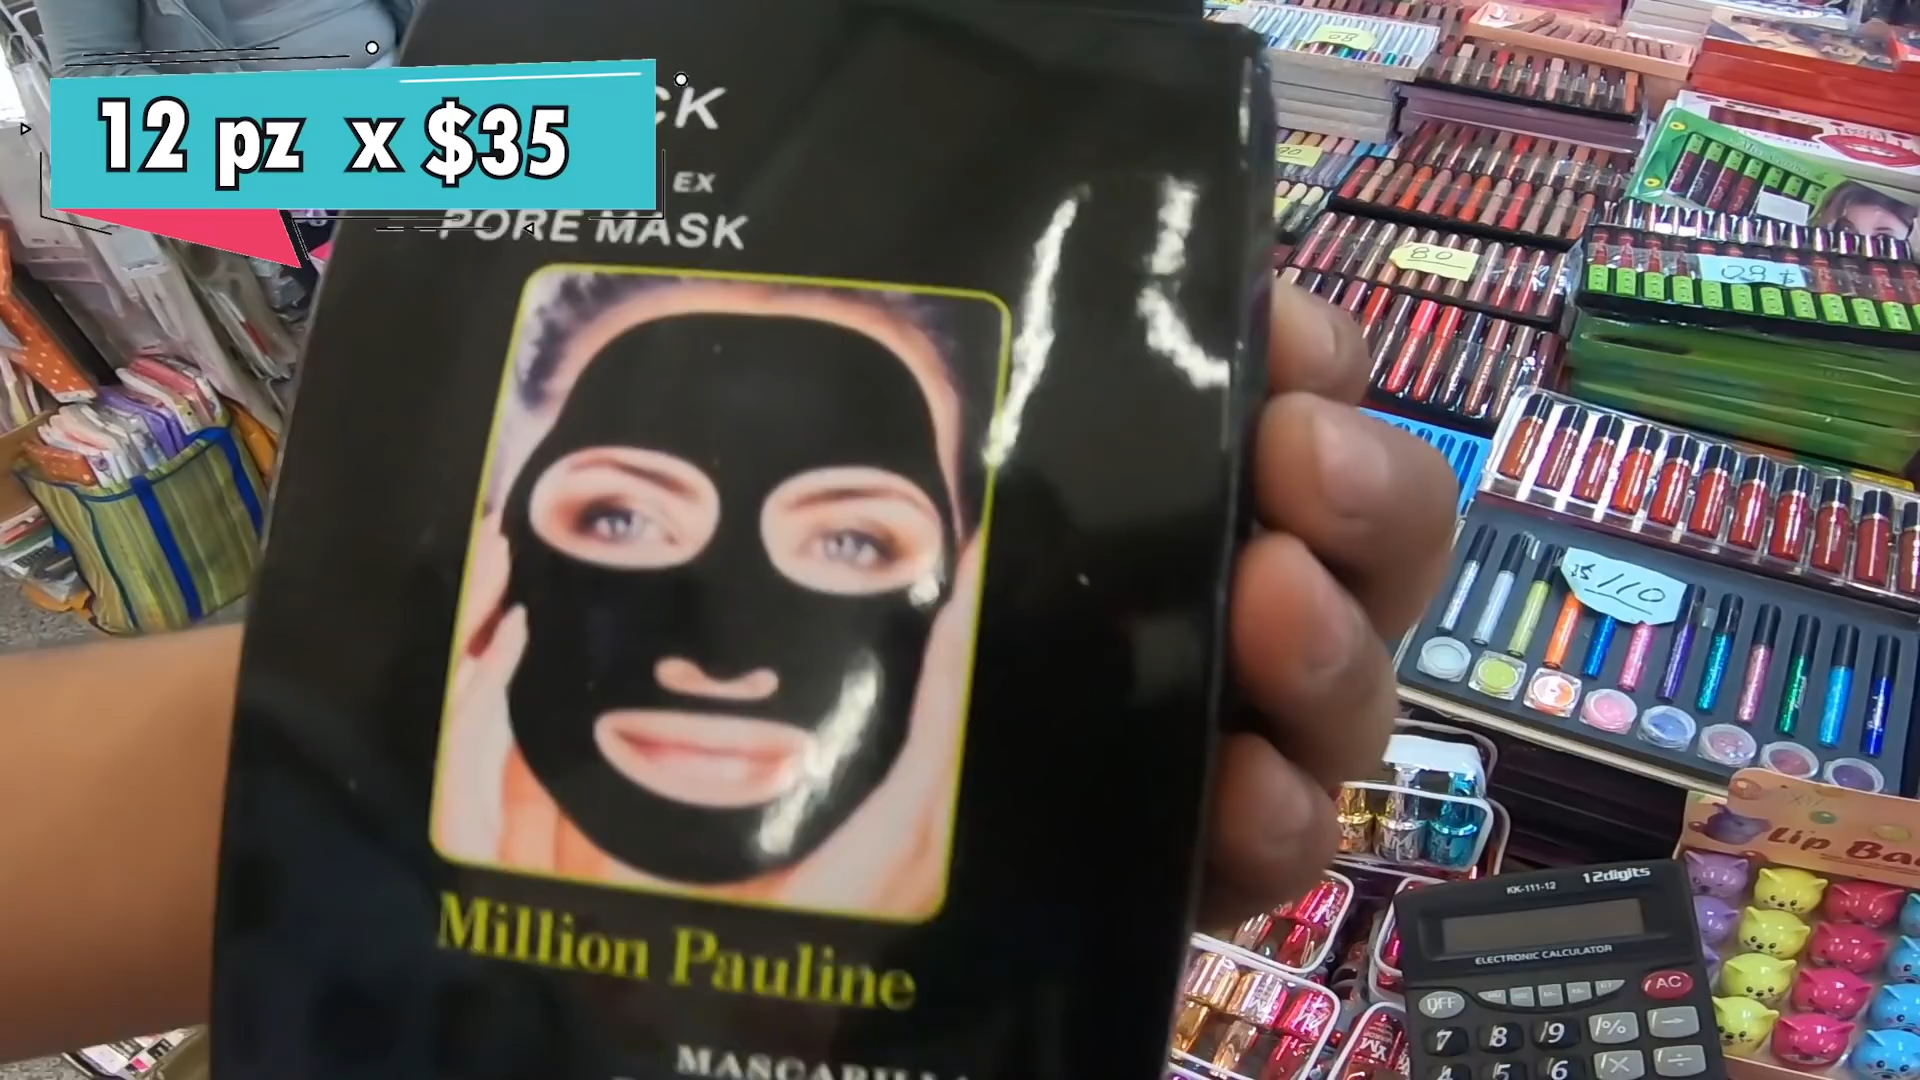 12 pz x $35
CK
EX
PORE MASK
Million Pauline
80
$110
Lip Ba
KK-111-12 12digits
ELECTRONIC CALCULATOR
OFF
AC
7 8 9 % →
4 5 6 × ÷